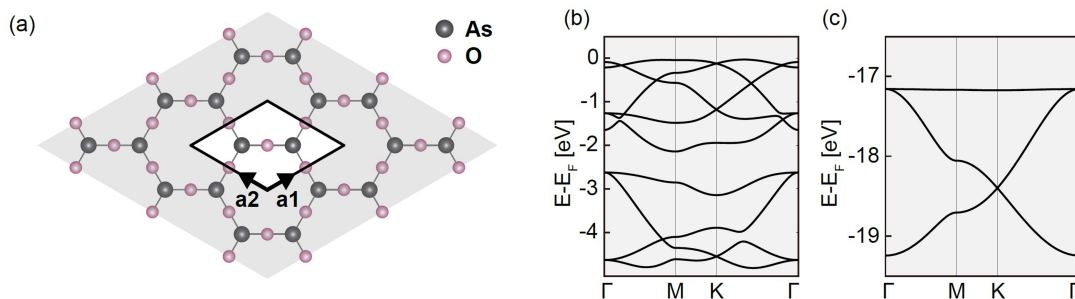 (a)
As
O
a2 a1
(b)
E-E_F [eV]
0
-1
-2
-3
-4
Γ M K Γ
(c)
E-E_F [eV]
-17
-18
-19
Γ M K Γ